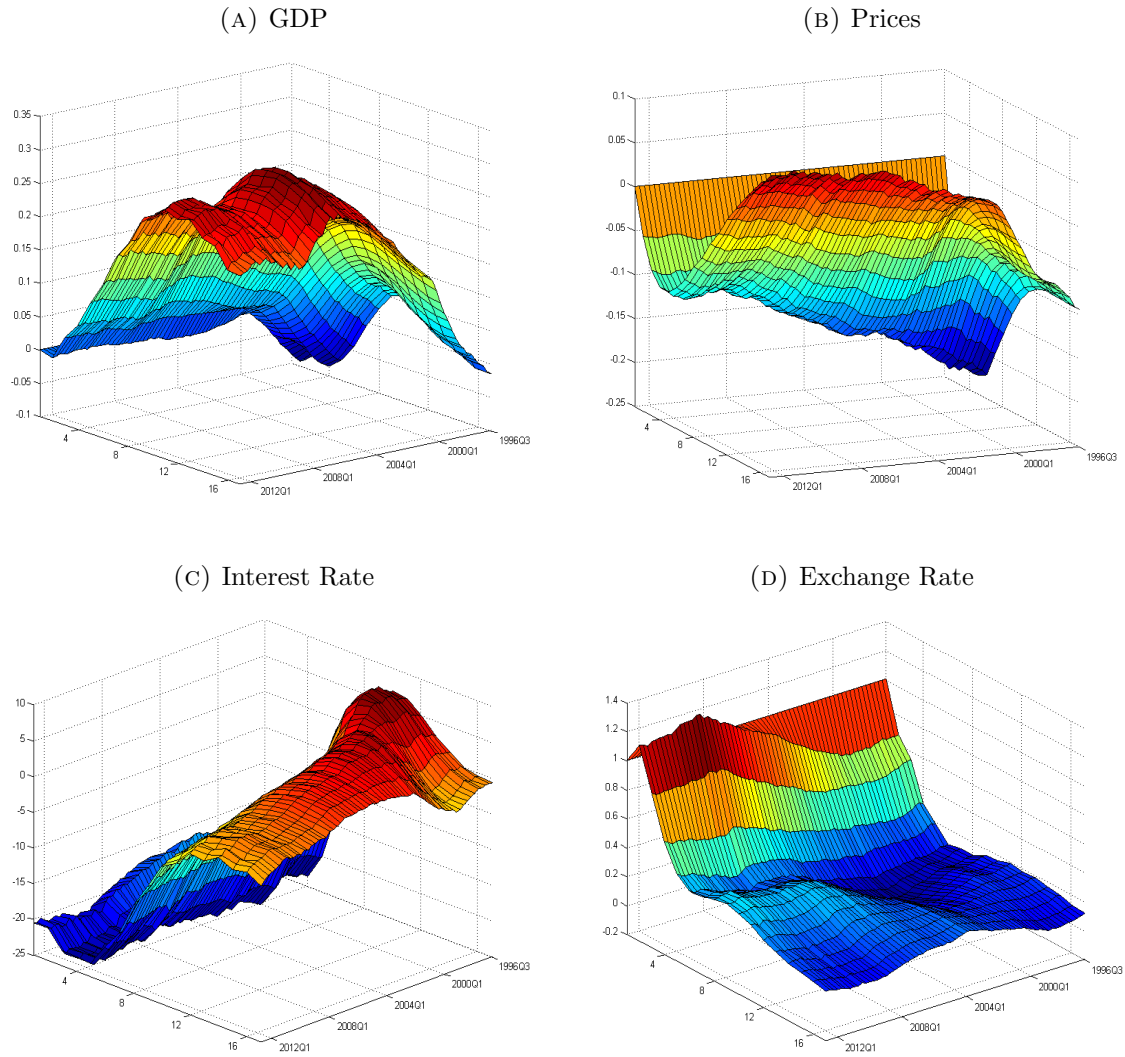 (A) GDP
0.35
0.3
0.25
0.2
0.15
0.1
0.05
0
-0.05
-0.1
4
8
12
16
2012Q1
2008Q1
2004Q1
2000Q1
1996Q3
(B) Prices
0.1
0.05
0
-0.05
-0.1
-0.15
-0.2
-0.25
4
8
12
16
2012Q1
2008Q1
2004Q1
2000Q1
1996Q3
(C) Interest Rate
10
5
0
-5
-10
-15
-20
-25
4
8
12
16
2012Q1
2008Q1
2004Q1
2000Q1
1996Q3
(D) Exchange Rate
1.4
1.2
1
0.8
0.6
0.4
0.2
0
-0.2
4
8
12
16
2012Q1
2008Q1
2004Q1
2000Q1
1996Q3